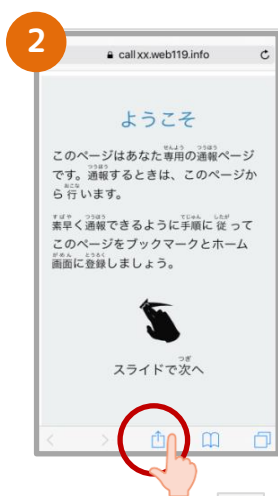 2
call xx.web119.info
ようこそ
このページはあなた専用の通報ページ
です。通報するときは、このページか
ら行います。
素早く通報できるように手順に従って
このページをブックマークとホーム
画面に登録しましょう。
スライドで次へ